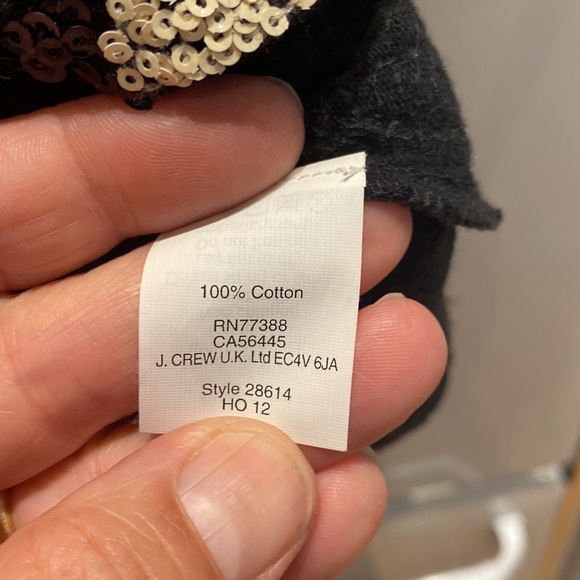 100% Cotton
RN77388
CA56445
J. CREW U.K. Ltd EC4V 6JA
Style 28614
HO 12